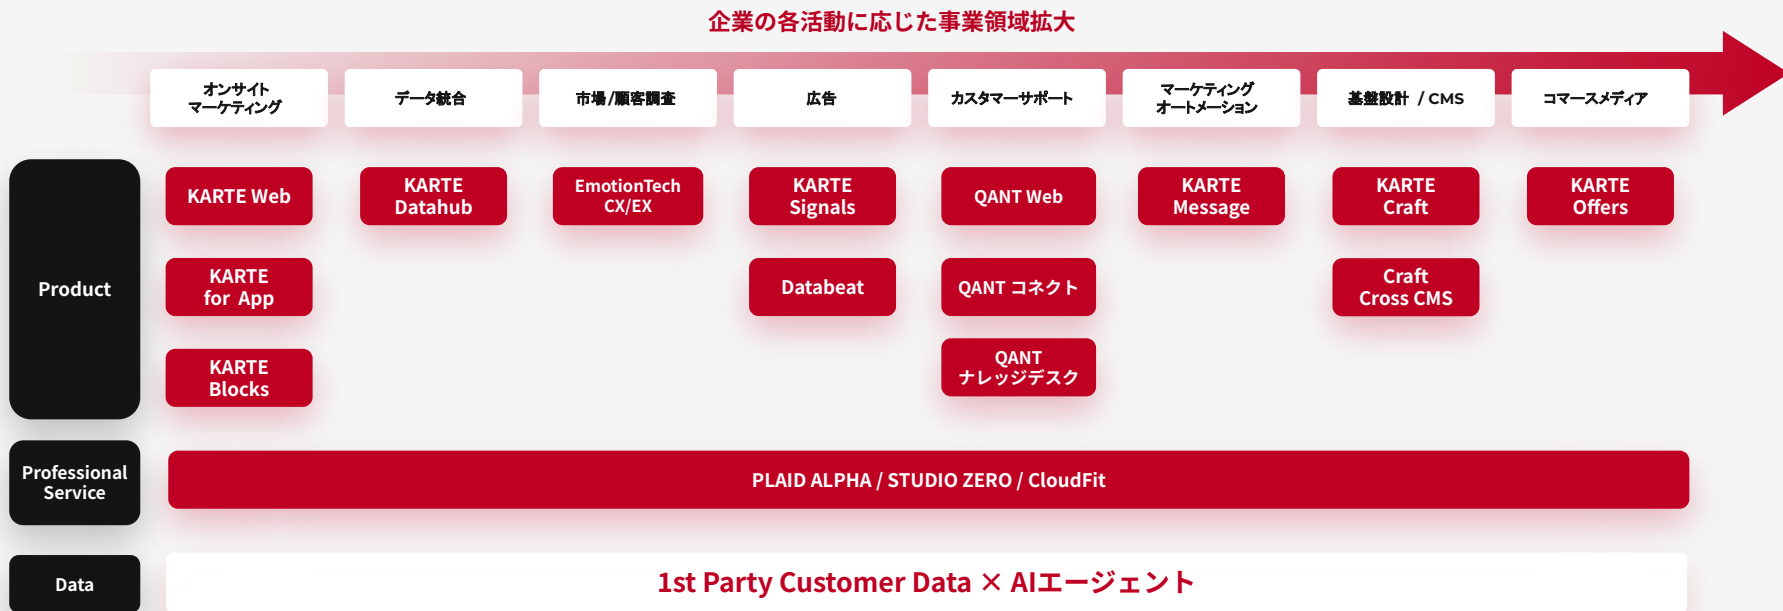 企業の各活動に応じた事業領域拡大
オンサイト
マーケティング
データ統合
市場/顧客調査
広告
カスタマーサポート
マーケティング
オートメーション
基盤設計 / CMS
コマースメディア
Product
KARTE Web
KARTE
Datahub
EmotionTech
CX/EX
KARTE
Signals
QANT Web
KARTE
Message
KARTE
Craft
KARTE
Offers
KARTE
for App
Databeat
QANT コネクト
Craft
Cross CMS
KARTE
Blocks
QANT
ナレッジデスク
Professional
Service
PLAID ALPHA / STUDIO ZERO / CloudFit
Data
1st Party Customer Data × AIエージェント